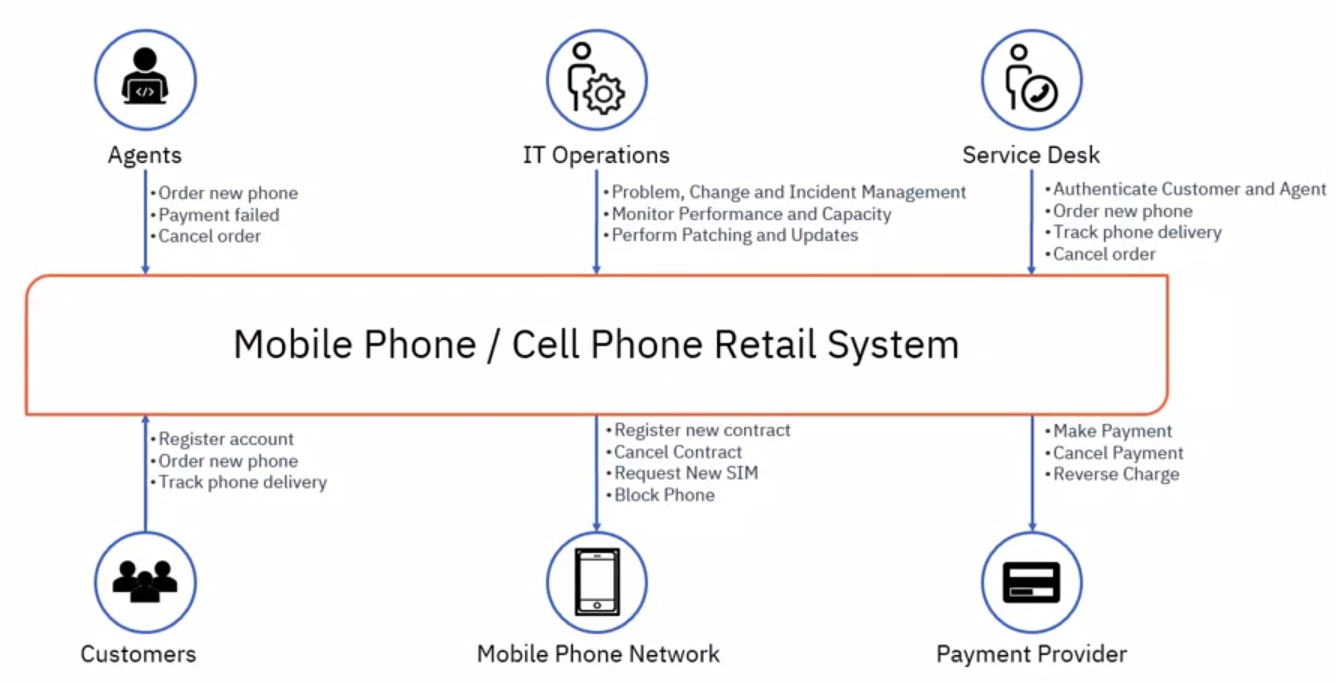 </>
Agents
•Order new phone
•Payment failed
•Cancel order
IT Operations
•Problem, Change and Incident Management
•Monitor Performance and Capacity
•Perform Patching and Updates
Service Desk
•Authenticate Customer and Agent
•Order new phone
•Track phone delivery
•Cancel order
Mobile Phone / Cell Phone Retail System
•Register account
•Order new phone
•Track phone delivery
Customers
•Register new contract
•Cancel Contract
•Request New SIM
•Block Phone
Mobile Phone Network
•Make Payment
•Cancel Payment
•Reverse Charge
Payment Provider